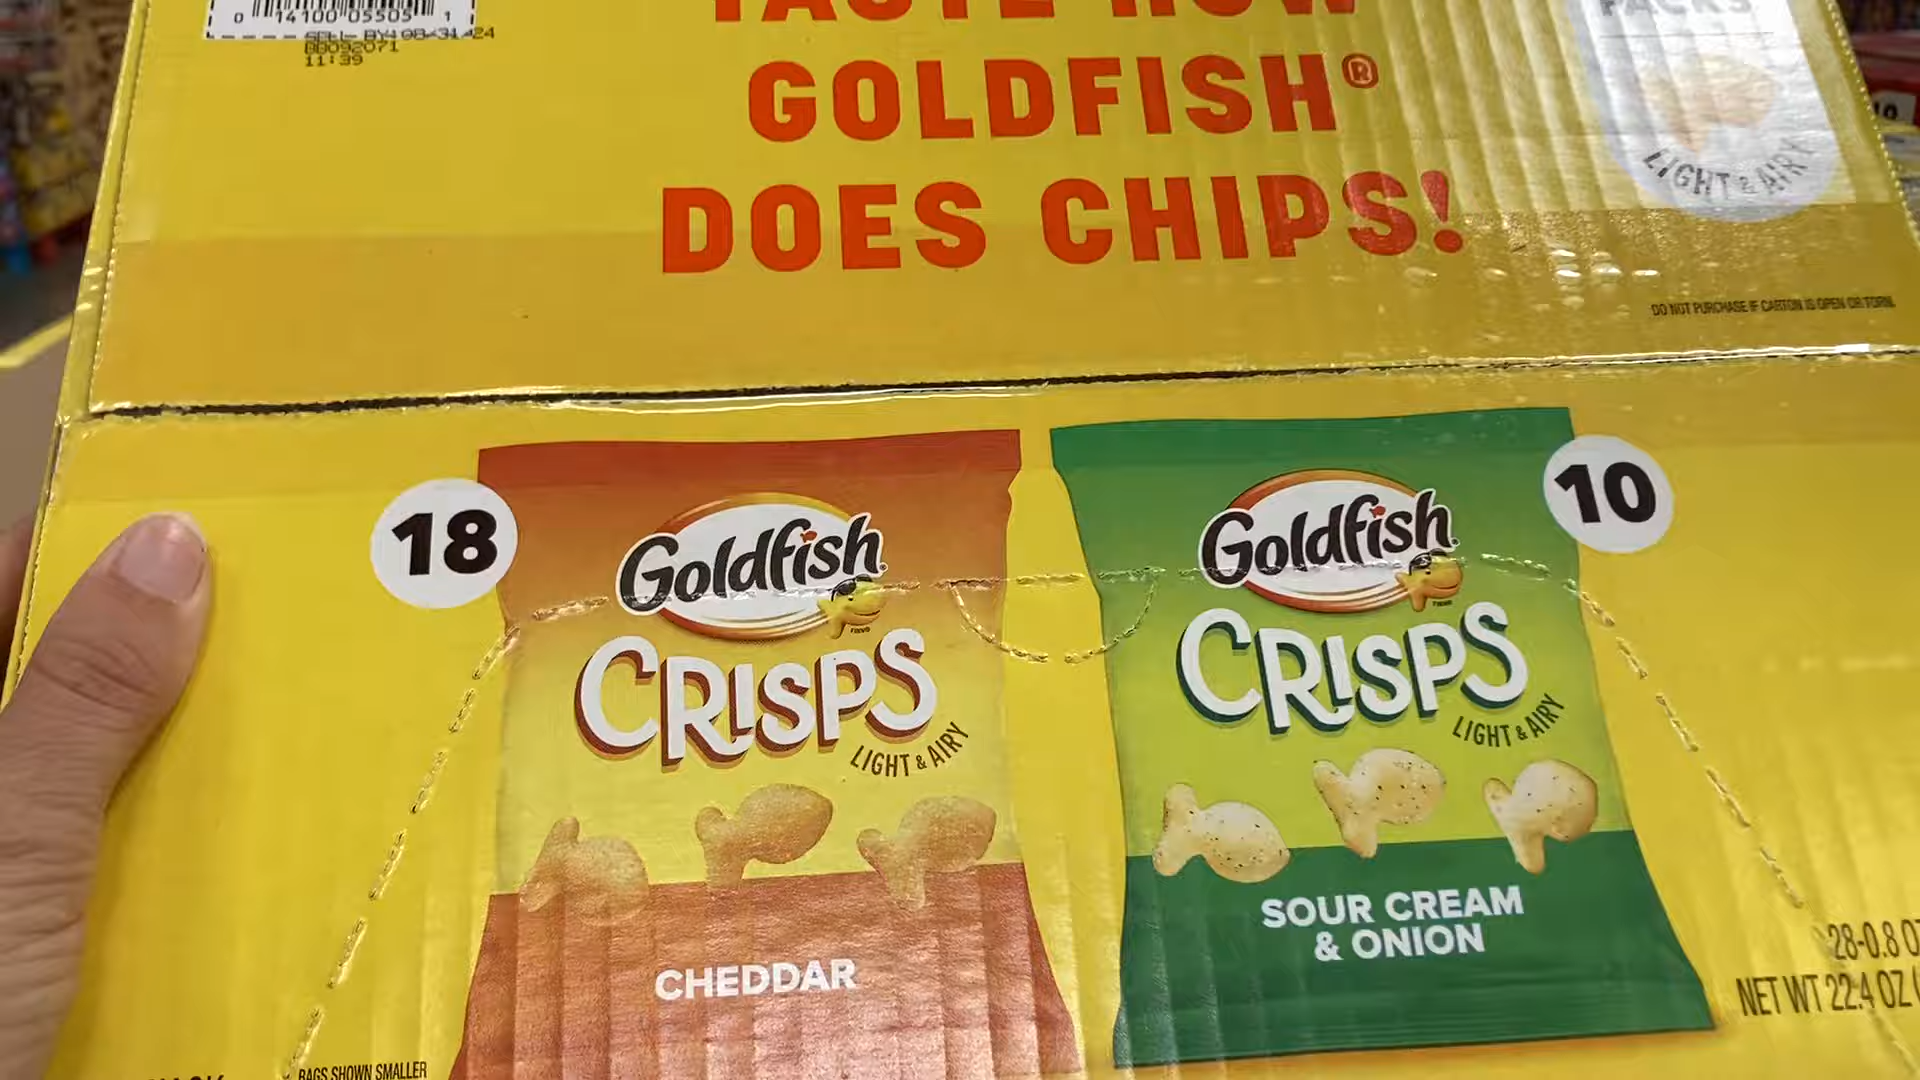 0 14100 05505 1
SELL BY: 08-31-24
BB092071
11:39
TASTE HOW
GOLDFISH®
DOES CHIPS!
PACKS
LIGHT & AIRY
10
DO NOT PURCHASE IF CARTON IS OPEN OR TORN.
18
Goldfish
CRISPS
LIGHT & AIRY
CHEDDAR
10
Goldfish
CRISPS
LIGHT & AIRY
SOUR CREAM
& ONION
28-0.8 OZ
NET WT 22.4 OZ (
BAGS SHOWN SMALLER